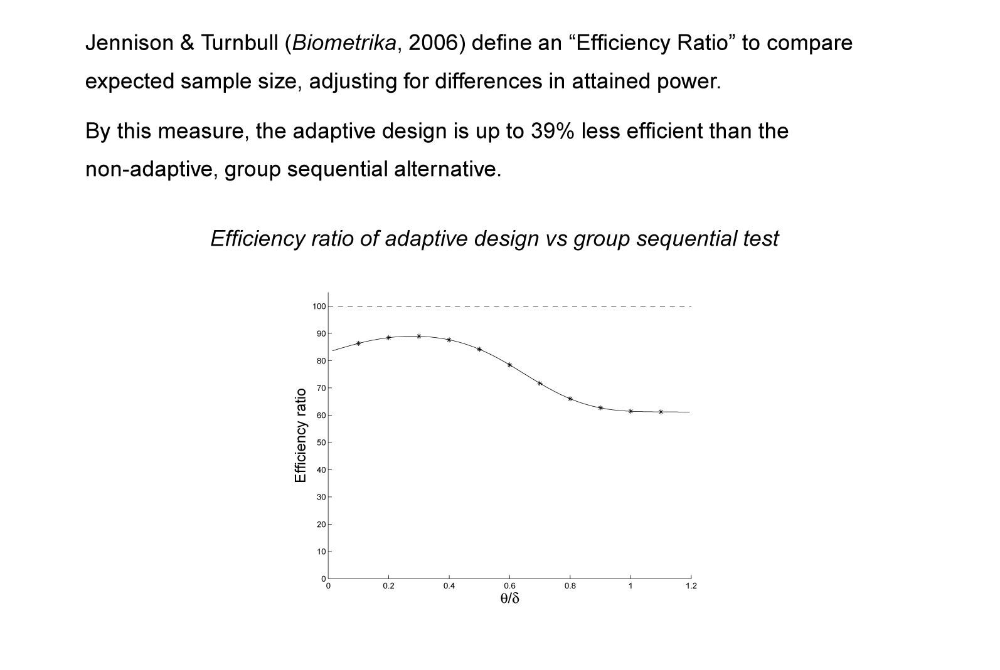 Jennison & Turnbull (Biometrika, 2006) define an “Efficiency Ratio” to compare
expected sample size, adjusting for differences in attained power.
By this measure, the adaptive design is up to 39% less efficient than the
non-adaptive, group sequential alternative.
Efficiency ratio of adaptive design vs group sequential test
100
90
80
70
60
50
40
30
20
10
0
Efficiency ratio
0 0.2 0.4 0.6 0.8 1 1.2
θ/δ